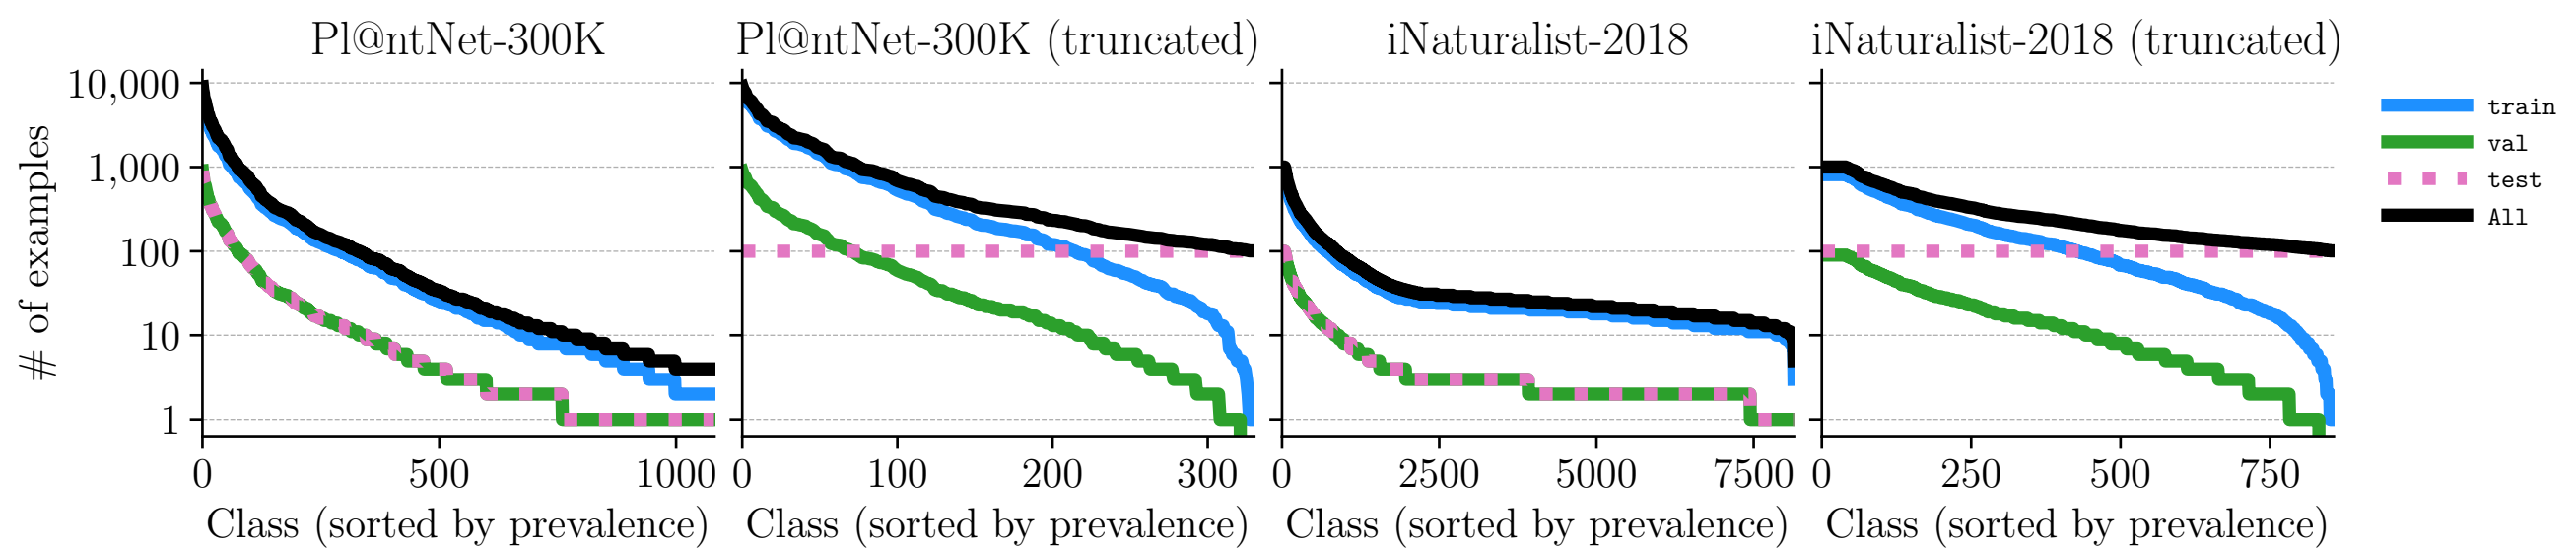 Pl@ntNet-300K
Pl@ntNet-300K (truncated)
iNaturalist-2018
iNaturalist-2018 (truncated)
# of examples
10,000
1,000
100
10
1
0 500 1000
0 100 200 300
0 2500 5000 7500
0 250 500 750
Class (sorted by prevalence)
Class (sorted by prevalence)
Class (sorted by prevalence)
Class (sorted by prevalence)
train
val
test
All